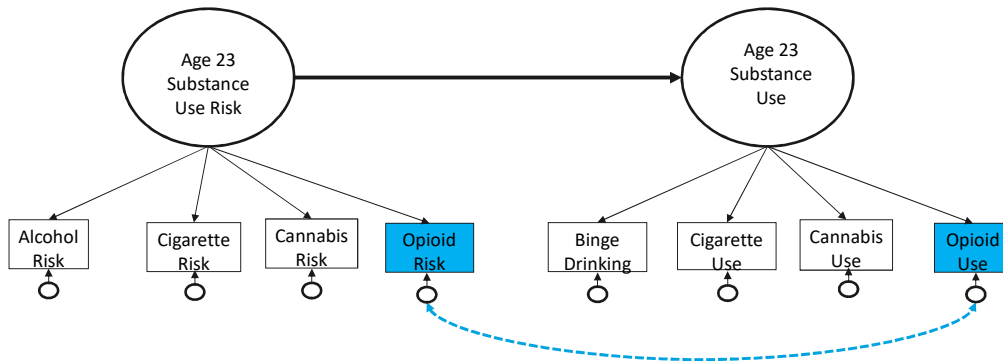 Age 23
Substance
Use Risk
Age 23
Substance
Use
Alcohol
Risk
Cigarette
Risk
Cannabis
Risk
Opioid
Risk
Binge
Drinking
Cigarette
Use
Cannabis
Use
Opioid
Use